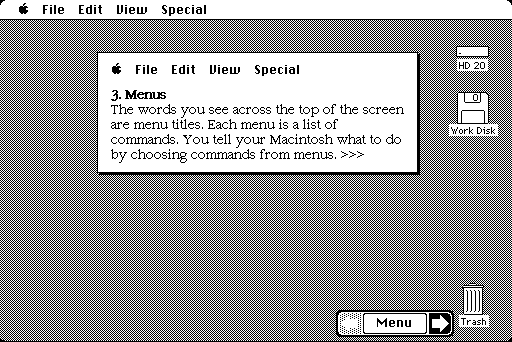 File Edit View Special
File Edit View Special
3. Menus
The words you see across the top of the screen
are menu titles. Each menu is a list of
commands. You tell your Macintosh what to do
by choosing commands from menus. >>>
HD 20
Work Disk
Trash
Menu